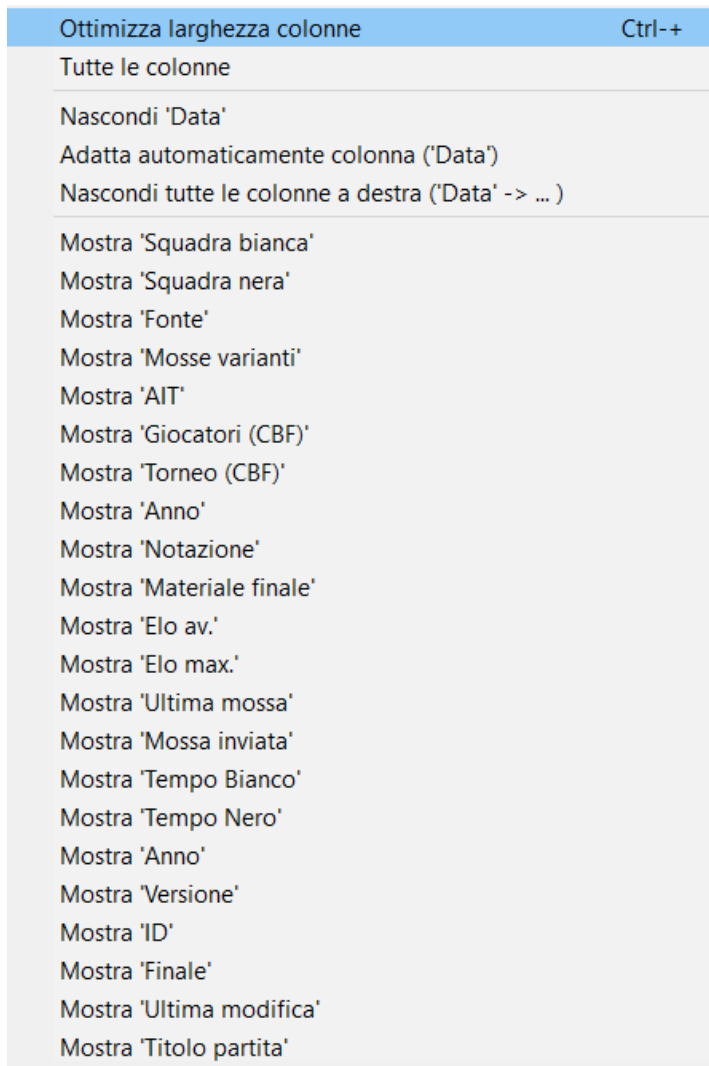 Ottimizza larghezza colonne Ctrl-+
Tutte le colonne
Nascondi 'Data'
Adatta automaticamente colonna ('Data')
Nascondi tutte le colonne a destra ('Data' -> ... )
Mostra 'Squadra bianca'
Mostra 'Squadra nera'
Mostra 'Fonte'
Mostra 'Mosse varianti'
Mostra 'AIT'
Mostra 'Giocatori (CBF)'
Mostra 'Torneo (CBF)'
Mostra 'Anno'
Mostra 'Notazione'
Mostra 'Materiale finale'
Mostra 'Elo av.'
Mostra 'Elo max.'
Mostra 'Ultima mossa'
Mostra 'Mossa inviata'
Mostra 'Tempo Bianco'
Mostra 'Tempo Nero'
Mostra 'Anno'
Mostra 'Versione'
Mostra 'ID'
Mostra 'Finale'
Mostra 'Ultima modifica'
Mostra 'Titolo partita'